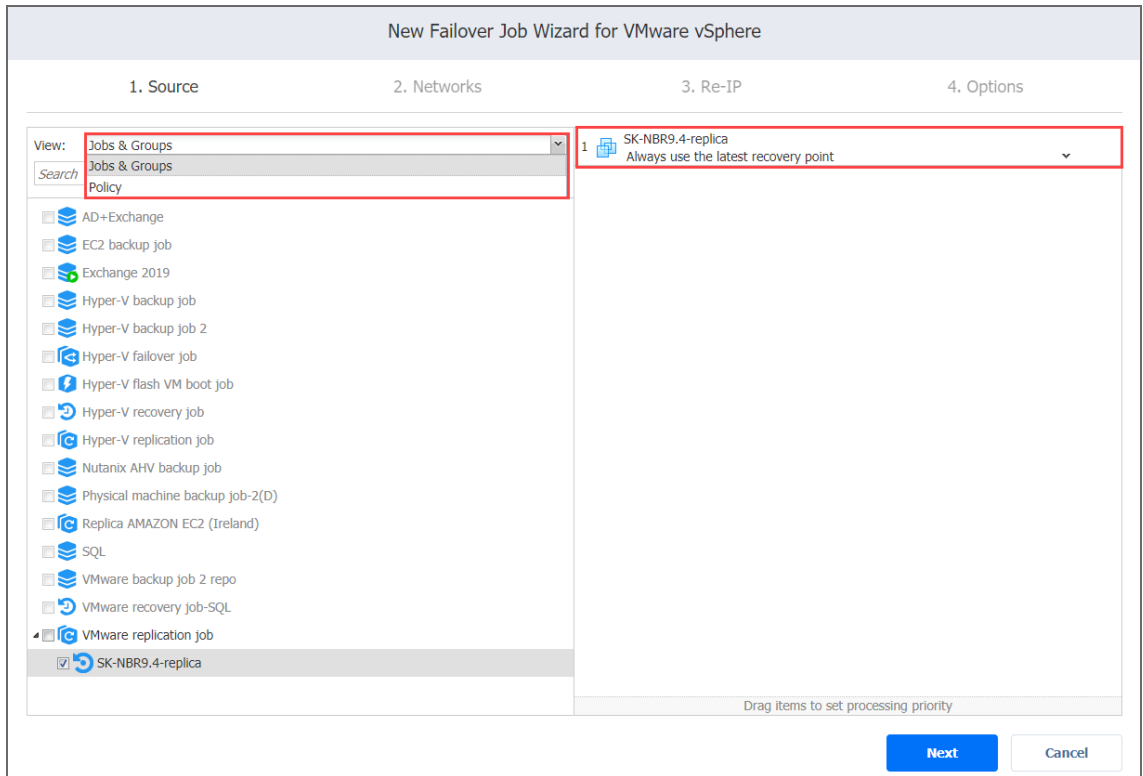 New Failover Job Wizard for VMware vSphere
1. Source 2. Networks 3. Re-IP 4. Options
View: Jobs & Groups
Jobs & Groups
Search
Policy
AD+Exchange
EC2 backup job
Exchange 2019
Hyper-V backup job
Hyper-V backup job 2
Hyper-V failover job
Hyper-V flash VM boot job
Hyper-V recovery job
Hyper-V replication job
Nutanix AHV backup job
Physical machine backup job-2(D)
Replica AMAZON EC2 (Ireland)
SQL
VMware backup job 2 repo
VMware recovery job-SQL
VMware replication job
SK-NBR9.4-replica
1 SK-NBR9.4-replica
Always use the latest recovery point
Drag items to set processing priority
Next Cancel